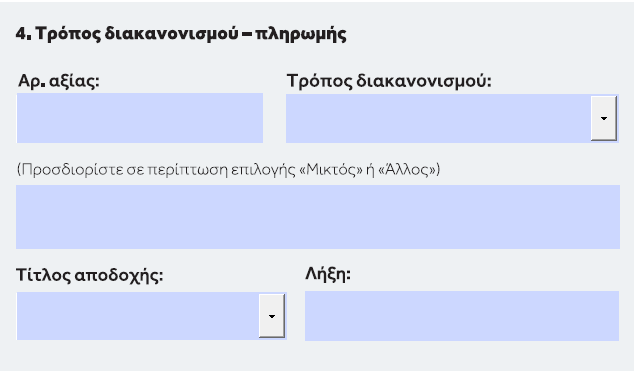 4. Τρόπος διακανονισμού – πληρωμής
Αρ. αξίας: Τρόπος διακανονισμού:
(Προσδιορίστε σε περίπτωση επιλογής «Μικτός» ή «Άλλος»)
Τίτλος αποδοχής: Λήξη: